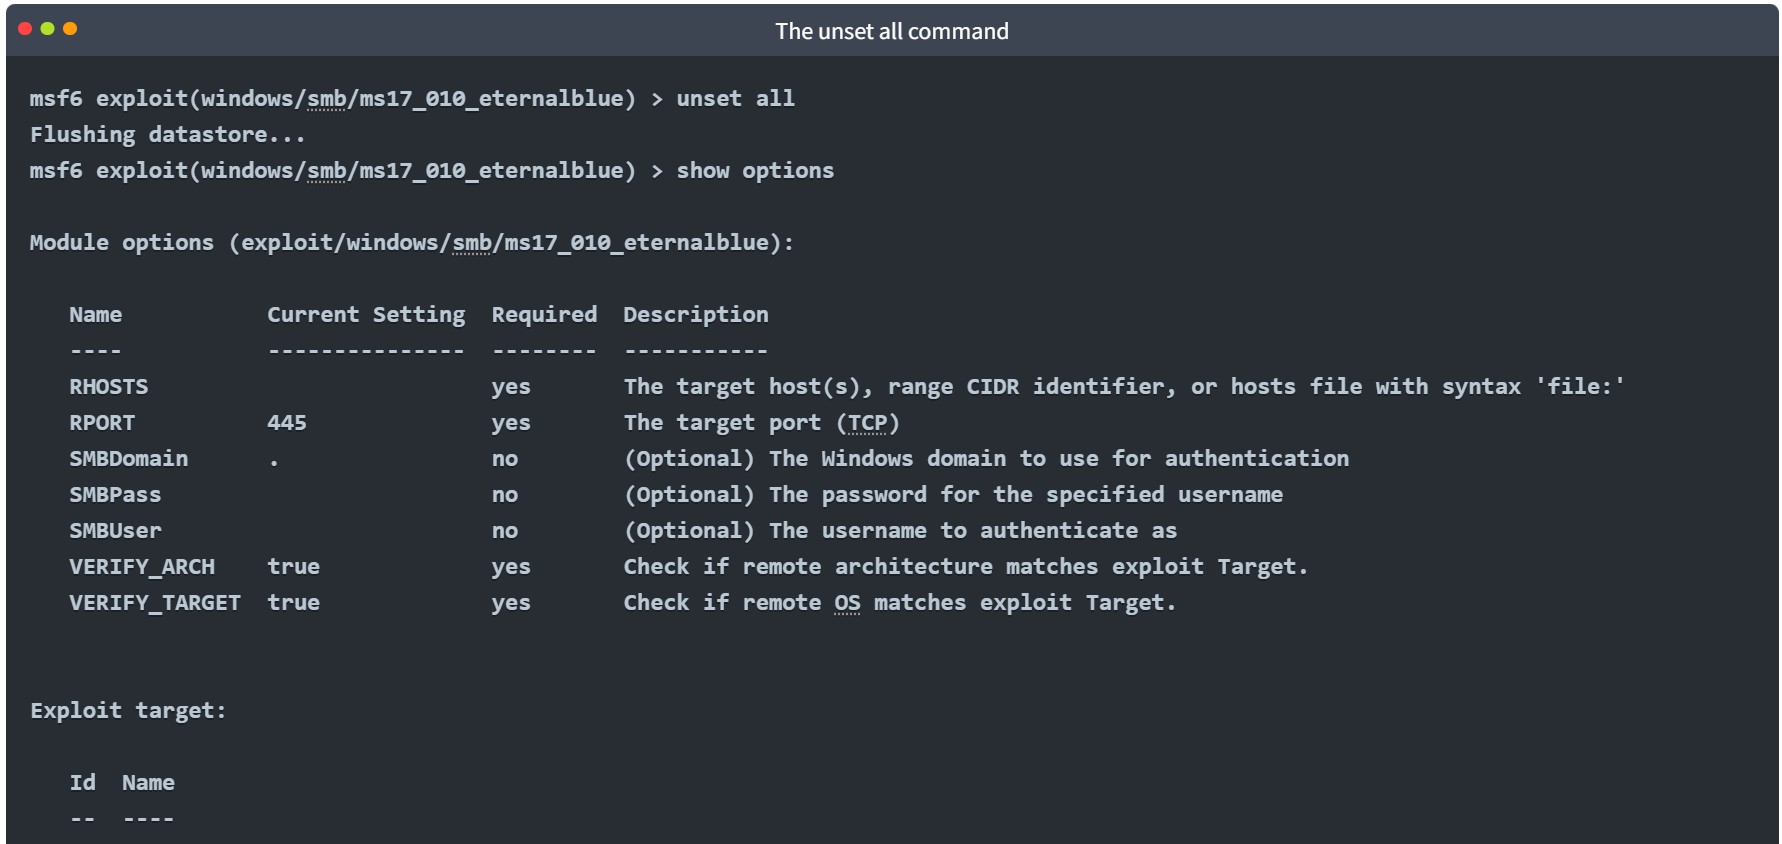 The unset all command
msf6 exploit(windows/smb/ms17_010_eternalblue) > unset all
Flushing datastore...
msf6 exploit(windows/smb/ms17_010_eternalblue) > show options
Module options (exploit/windows/smb/ms17_010_eternalblue):
Name Current Setting Required Description
---- --------------- -------- -----------
RHOSTS yes The target host(s), range CIDR identifier, or hosts file with syntax 'file:'
RPORT 445 yes The target port (TCP)
SMBDomain . no (Optional) The Windows domain to use for authentication
SMBPass no (Optional) The password for the specified username
SMBUser no (Optional) The username to authenticate as
VERIFY_ARCH true yes Check if remote architecture matches exploit Target.
VERIFY_TARGET true yes Check if remote OS matches exploit Target.
Exploit target:
Id Name
-- ----